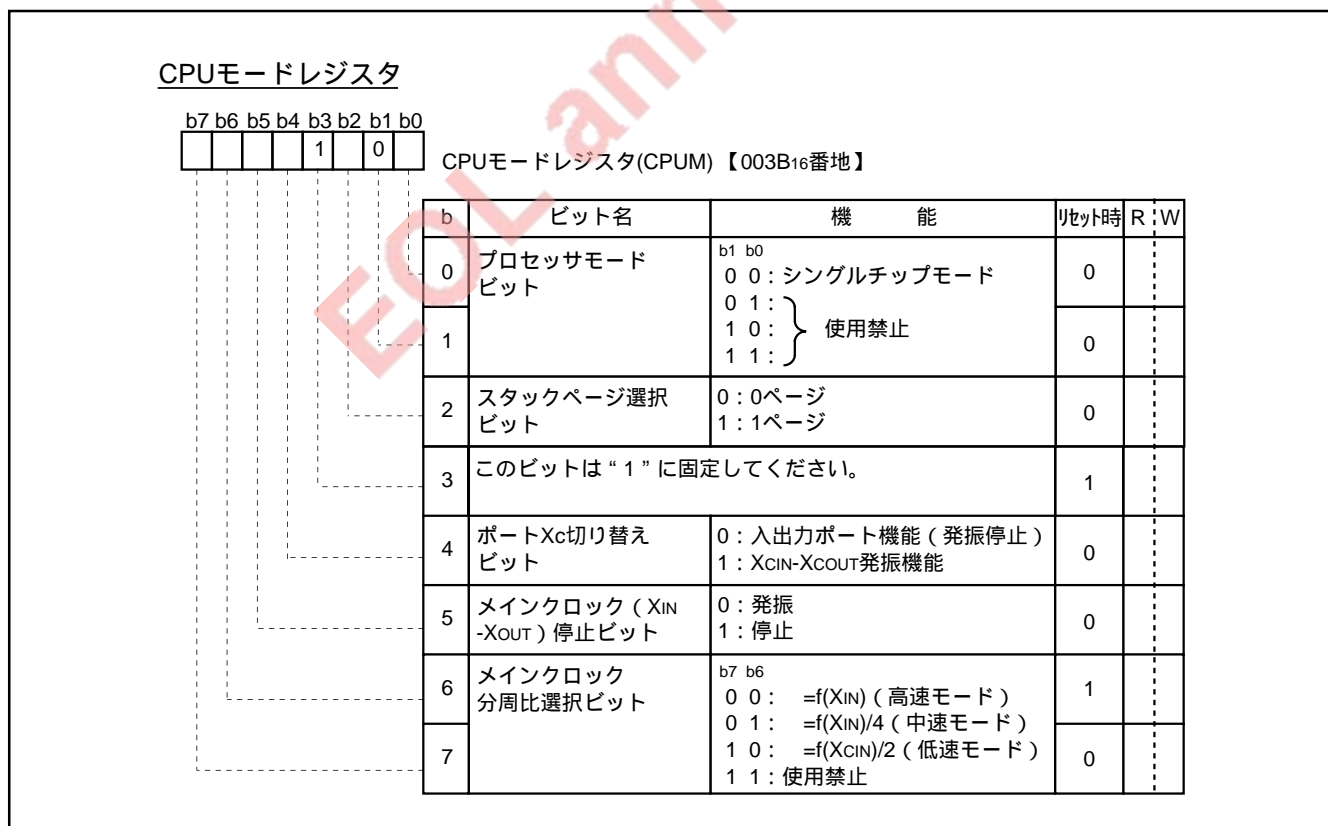 EOL ann
CPUモードレジスタ
b7 b6 b5 b4 b3 b2 b1 b0
1 0
CPUモードレジスタ(CPUM)【003B16番地】
b ビット名 機 能 リセット時 R W
0 プロセッサモード
ビット
b1 b0
0 0：シングルチップモード
0 1：
1 0：
1 1：
使用禁止
0
1
0
2 スタックページ選択
ビット
0：0ページ
1：1ページ
0
3 このビットは“1”に固定してください。 1
4 ポートXc切り替え
ビット
0：入出力ポート機能（発振停止）
1：XCIN-XCOUT発振機能
0
5 メインクロック（XIN
-XOUT）停止ビット
0：発振
1：停止
0
6 メインクロック
分周比選択ビット
b7 b6
0 0： =f(XIN)（高速モード）
0 1： =f(XIN)/4（中速モード）
1 0： =f(XCIN)/2（低速モード）
1 1：使用禁止
1
7
0